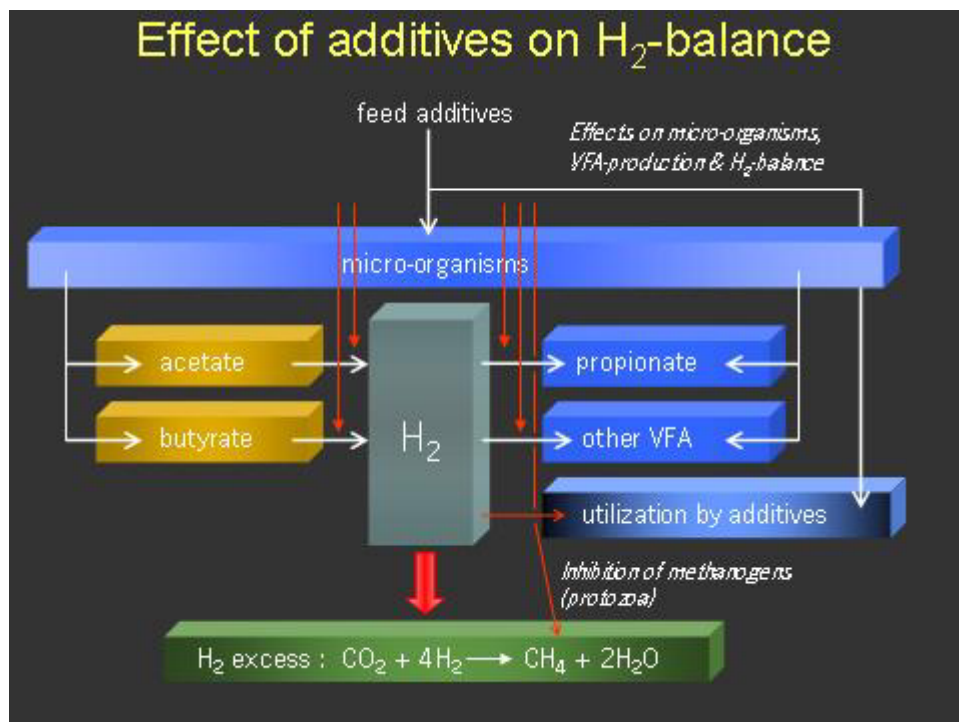 Effect of additives on H₂-balance
feed additives
Effects on micro-organisms,
VFA-production & H₂-balance
micro-organisms
acetate
propionate
butyrate
H₂
other VFA
utilization by additives
Inhibition of methanogens
(protozoa)
H₂ excess : CO₂ + 4H₂ → CH₄ + 2H₂O